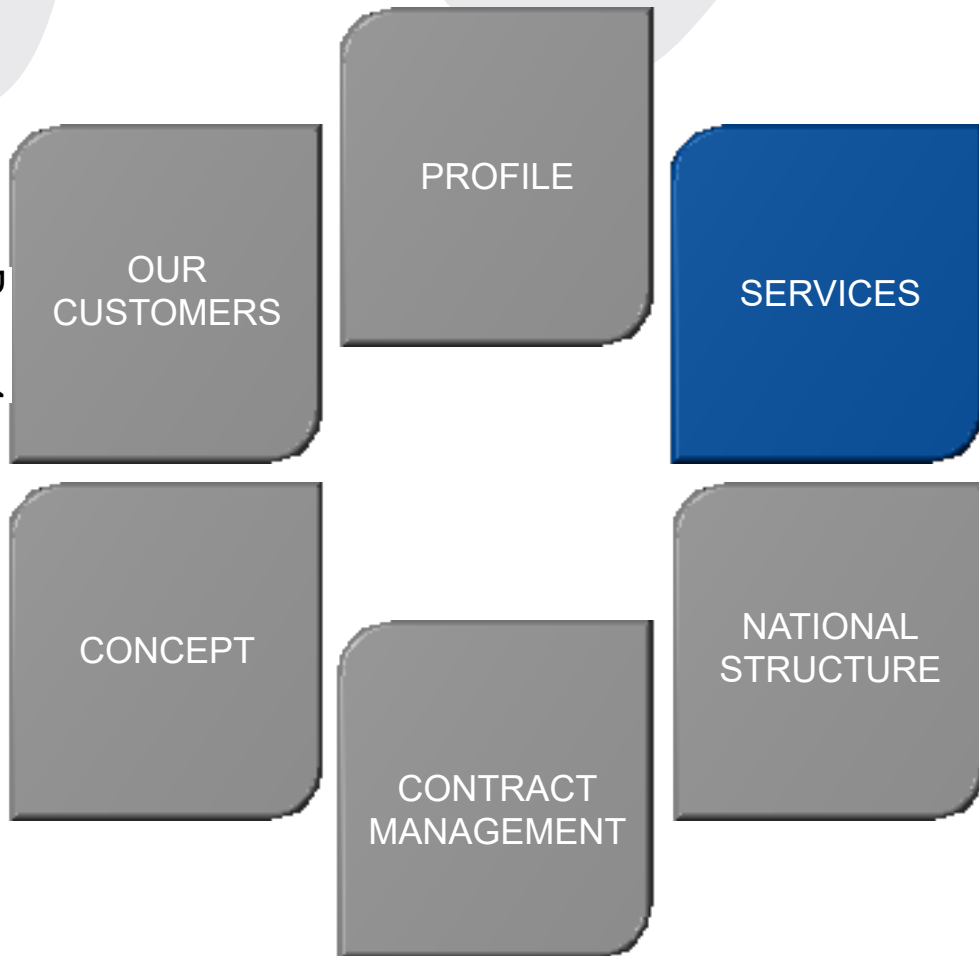 PROFILE
OUR
CUSTOMERS
SERVICES
CONCEPT
NATIONAL
STRUCTURE
CONTRACT
MANAGEMENT